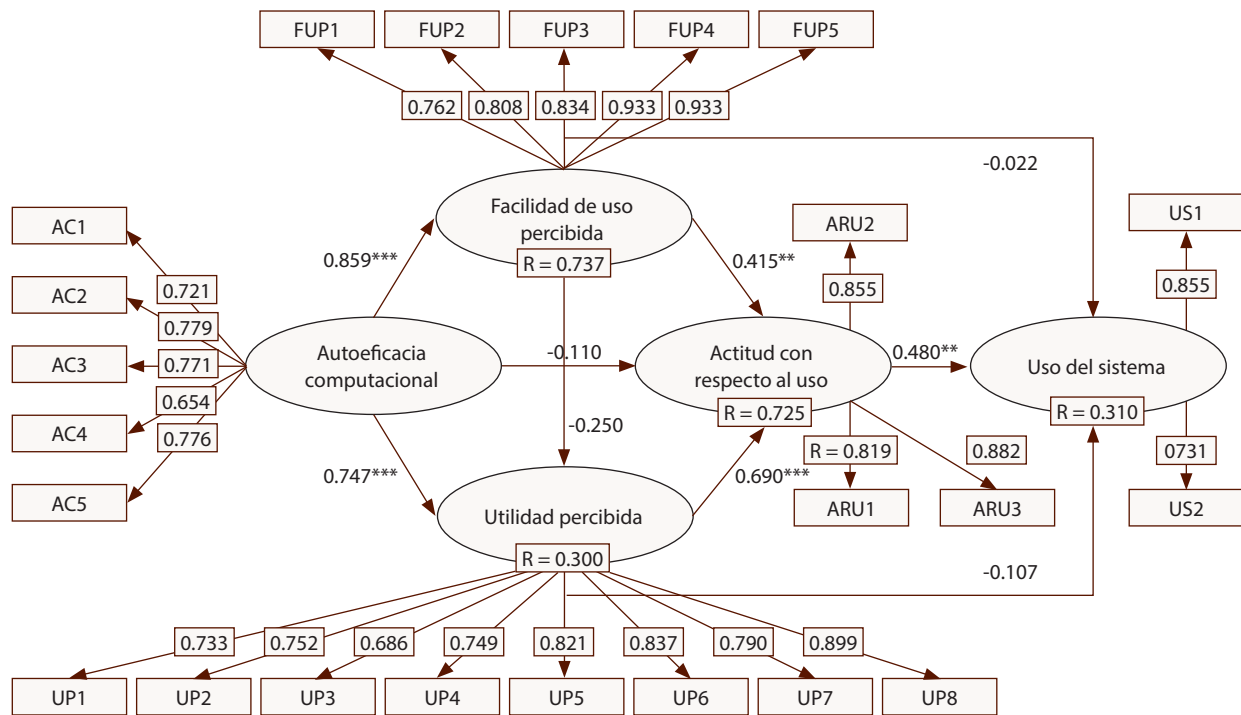 FUP1
FUP2
FUP3
FUP4
FUP5
0.762
0.808
0.834
0.933
0.933
-0.022
Facilidad de uso
percibida
R = 0.737
AC1
AC2
AC3
AC4
AC5
0.721
0.779
0.771
0.654
0.776
0.859***
0.415**
ARU2
0.855
US1
0.855
Autoeficacia
computacional
-0.110
Actitud con
respecto al uso
R = 0.725
0.480**
Uso del sistema
R = 0.310
-0.250
0.747***
0.690***
R = 0.819
0.882
0731
ARU1
ARU3
US2
Utilidad percibida
R = 0.300
-0.107
0.733
0.752
0.686
0.749
0.821
0.837
0.790
0.899
UP1
UP2
UP3
UP4
UP5
UP6
UP7
UP8